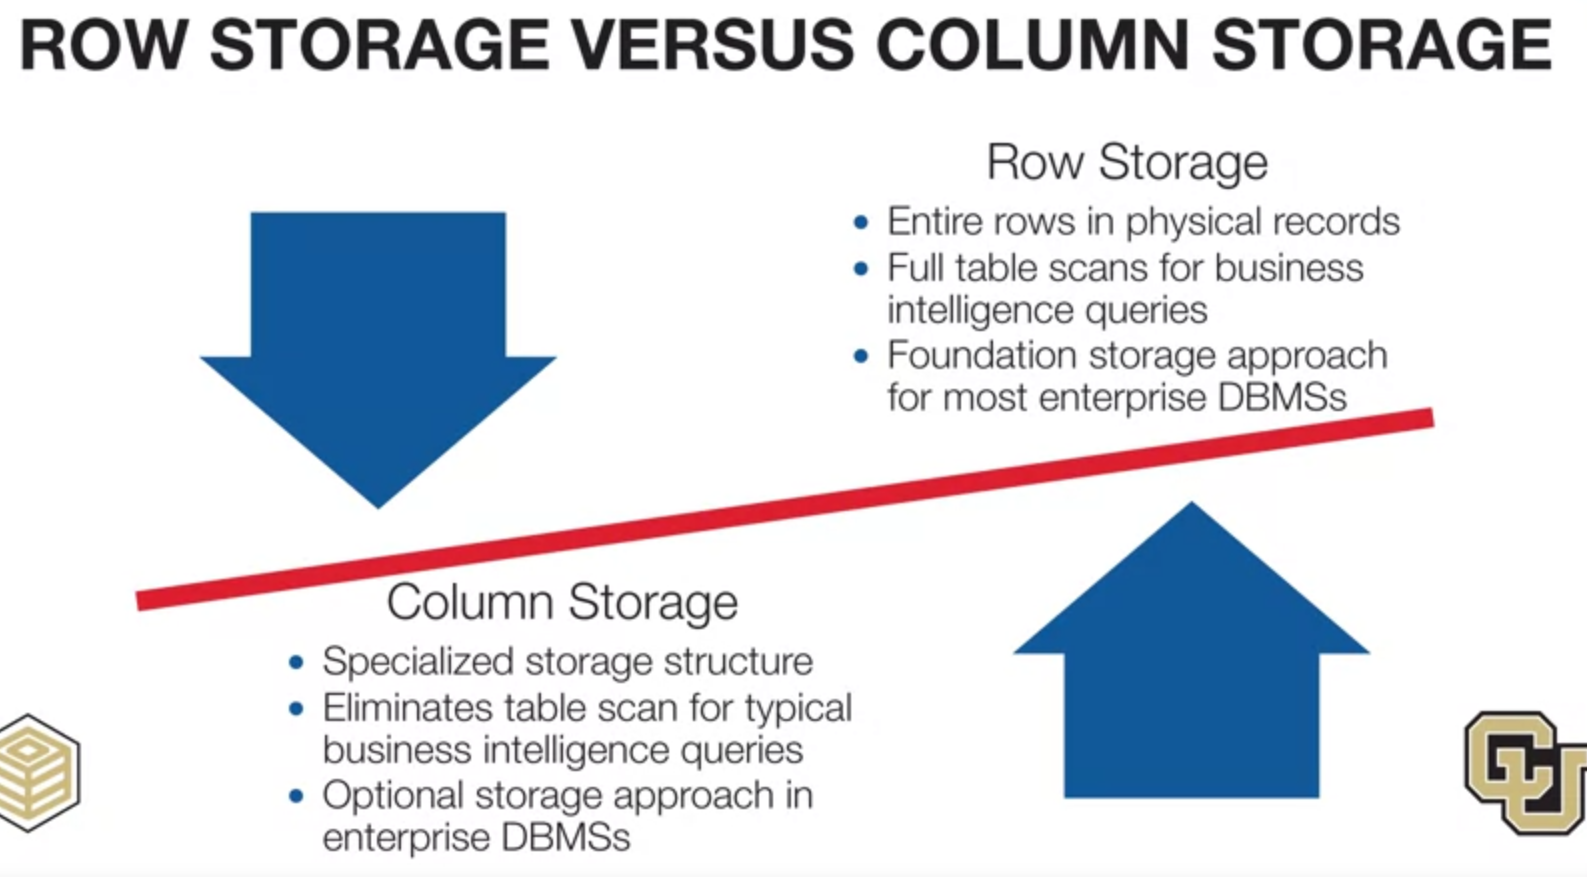 ROW STORAGE VERSUS COLUMN STORAGE
Row Storage
• Entire rows in physical records
• Full table scans for business
intelligence queries
• Foundation storage approach
for most enterprise DBMSs
Column Storage
• Specialized storage structure
• Eliminates table scan for typical
business intelligence queries
• Optional storage approach in
enterprise DBMSs
CU